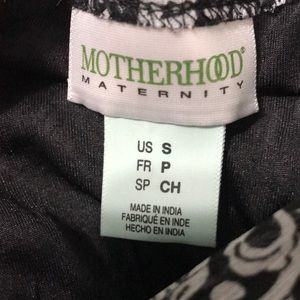 MOTHERHOOD®
MATERNITY
US S
FR P
SP CH
MADE IN INDIA
FABRIQUÉ EN INDE
HECHO EN INDIA